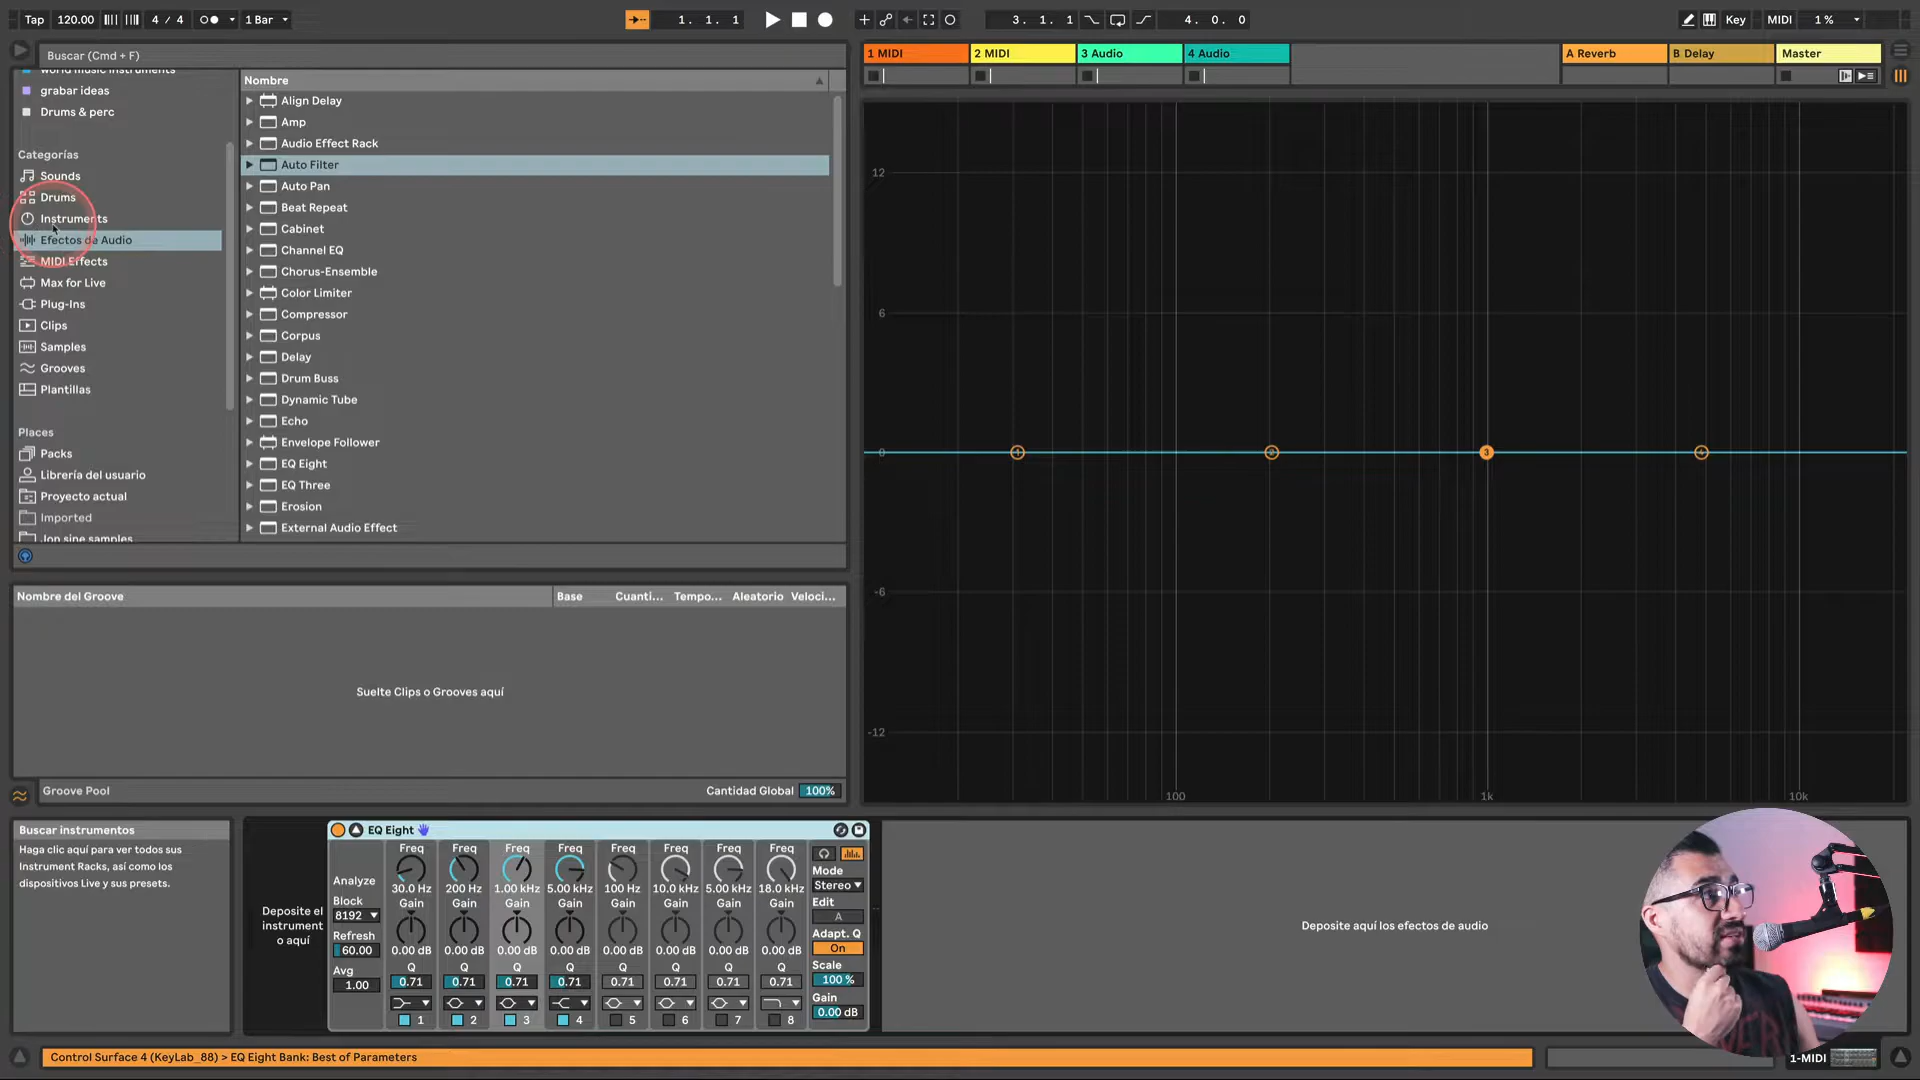 Tap 120.00 4 / 4 1 Bar 1. 1. 1 3. 1. 1 4. 0. 0 Key MIDI 1 %
Buscar (Cmd + F)
1 MIDI 2 MIDI 3 Audio 4 Audio A Reverb B Delay Master
world music instruments
grabar ideas
Drums & perc
Categorías
Sounds
Drums
Instruments
Efectos de Audio
MIDI Effects
Max for Live
Plug-Ins
Clips
Samples
Grooves
Plantillas
Places
Packs
Librería del usuario
Proyecto actual
Imported
Jon sine samples
Nombre
Align Delay
Amp
Audio Effect Rack
Auto Filter
Auto Pan
Beat Repeat
Cabinet
Channel EQ
Chorus-Ensemble
Color Limiter
Compressor
Corpus
Delay
Drum Buss
Dynamic Tube
Echo
Envelope Follower
EQ Eight
EQ Three
Erosion
External Audio Effect
12
6
0
-6
-12
1 2 3 4
100 1k 10k
Nombre del Groove Base Cuanti... Tempo... Aleatorio Veloci...
Suelte Clips o Grooves aquí
Groove Pool Cantidad Global 100%
Buscar instrumentos
Haga clic aquí para ver todos sus
Instrument Racks, así como los
dispositivos Live y sus presets.
Deposite el
instrument
o aquí
EQ Eight
Analyze
Block
8192
Refresh
60.00
Avg
1.00
Freq Freq Freq Freq Freq Freq Freq Freq
30.0 Hz 200 Hz 1.00 kHz 5.00 kHz 100 Hz 10.0 kHz 5.00 kHz 18.0 kHz
Gain Gain Gain Gain Gain Gain Gain Gain
0.00 dB 0.00 dB 0.00 dB 0.00 dB 0.00 dB 0.00 dB 0.00 dB 0.00 dB
Q Q Q Q Q Q Q Q
0.71 0.71 0.71 0.71 0.71 0.71 0.71 0.71
1 2 3 4 5 6 7 8
Mode
Stereo
Edit
A
Adapt. Q
On
Scale
100 %
Gain
0.00 dB
Deposite aquí los efectos de audio
Control Surface 4 (KeyLab_88) > EQ Eight Bank: Best of Parameters
1-MIDI